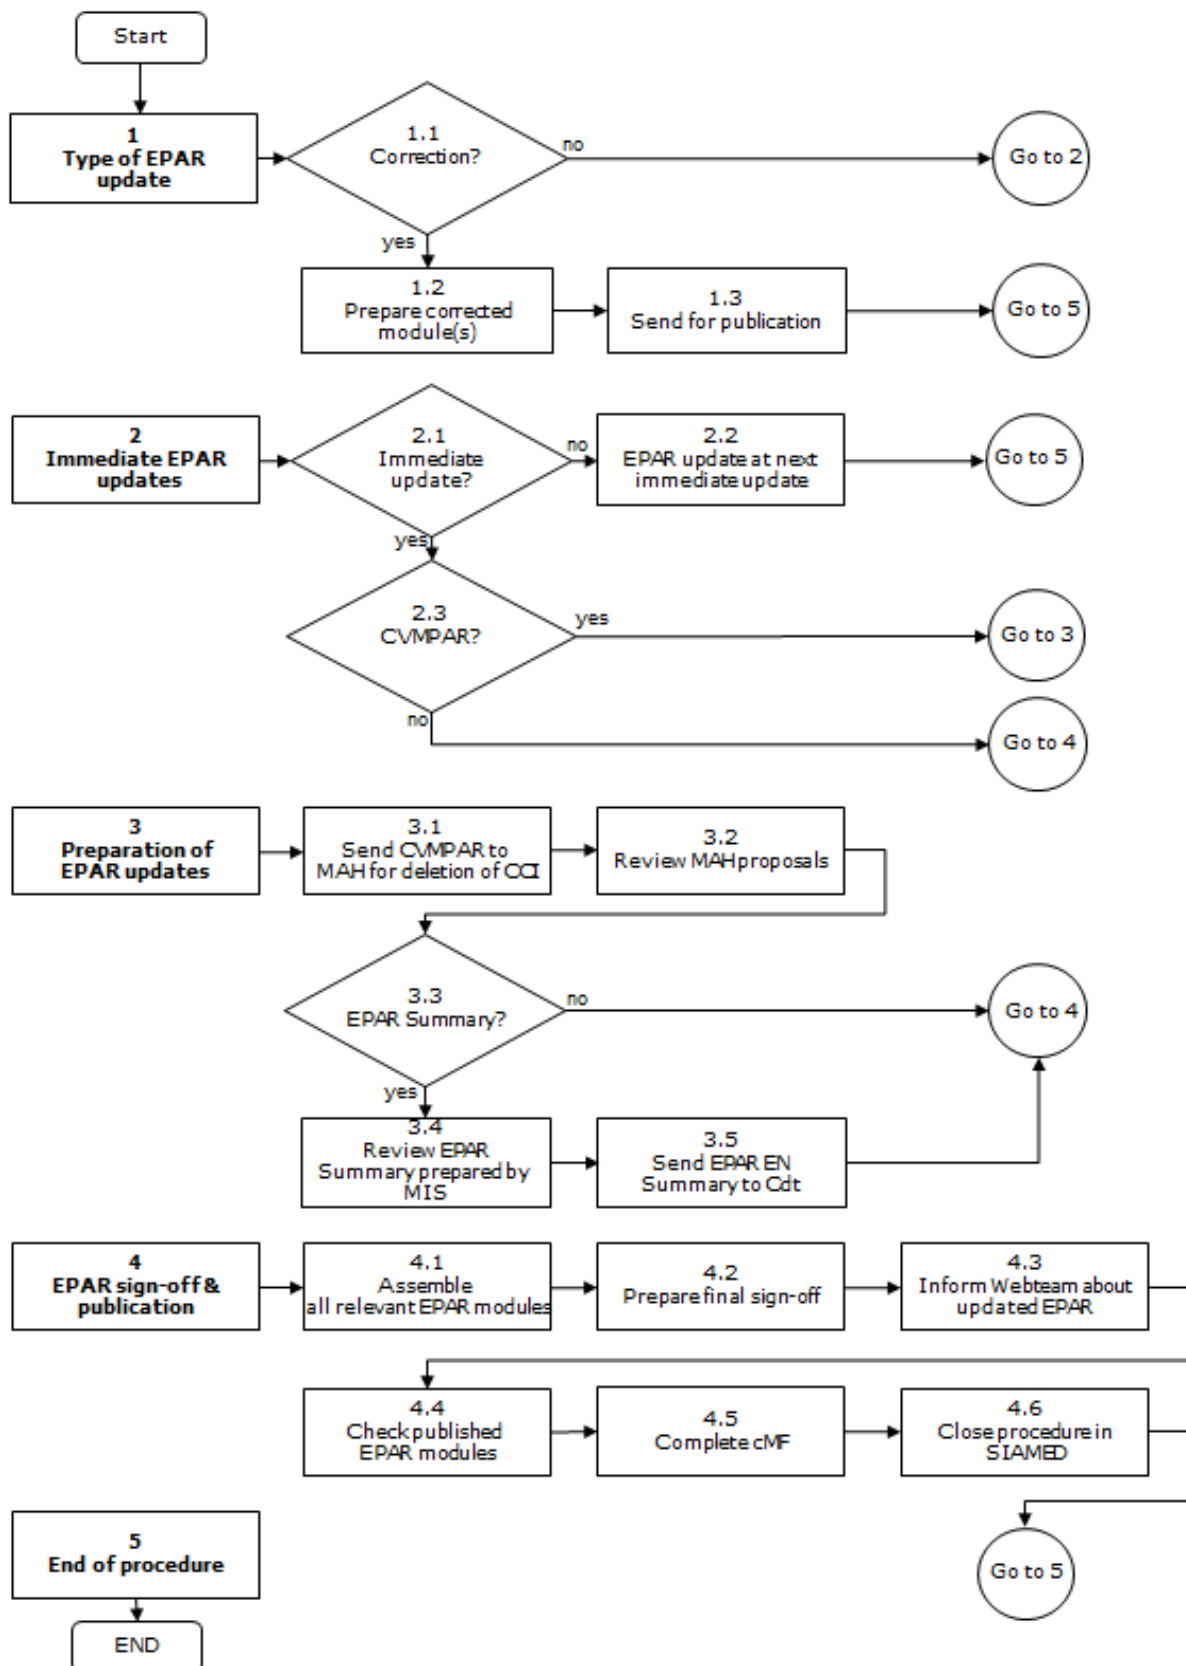 Start
1
Type of EPAR
update
1.1
Correction?
no
Go to 2
yes
1.2
Prepare corrected
module(s)
1.3
Send for publication
Go to 5
2
Immediate EPAR
updates
2.1
Immediate
update?
no
2.2
EPAR update at next
immediate update
Go to 5
yes
2.3
CVMPAR?
yes
Go to 3
no
Go to 4
3
Preparation of
EPAR updates
3.1
Send CVMPAR to
MAH for deletion of CCI
3.2
Review MAH proposals
3.3
EPAR Summary?
no
Go to 4
yes
3.4
Review EPAR
Summary prepared by
MIS
3.5
Send EPAR EN
Summary to Cdt
4
EPAR sign-off &
publication
4.1
Assemble
all relevant EPAR modules
4.2
Prepare final sign-off
4.3
Inform Webteam about
updated EPAR
4.4
Check published
EPAR modules
4.5
Complete cMF
4.6
Close procedure in
SIAMED
5
End of procedure
Go to 5
END